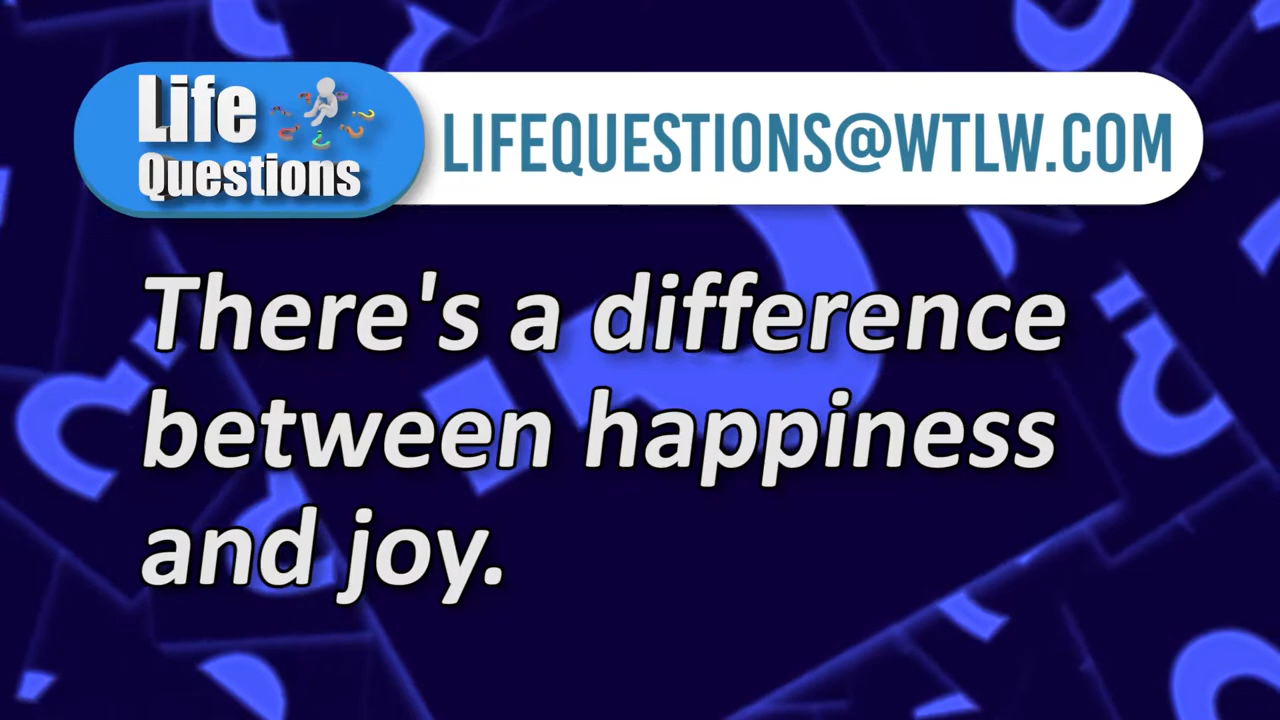 Life
Questions
LIFEQUESTIONS@WTLW.COM
There's a difference
between happiness
and joy.